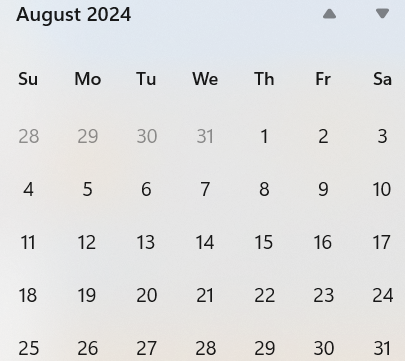 August 2024
Su Mo Tu We Th Fr Sa
28 29 30 31 1 2 3
4 5 6 7 8 9 10
11 12 13 14 15 16 17
18 19 20 21 22 23 24
25 26 27 28 29 30 31